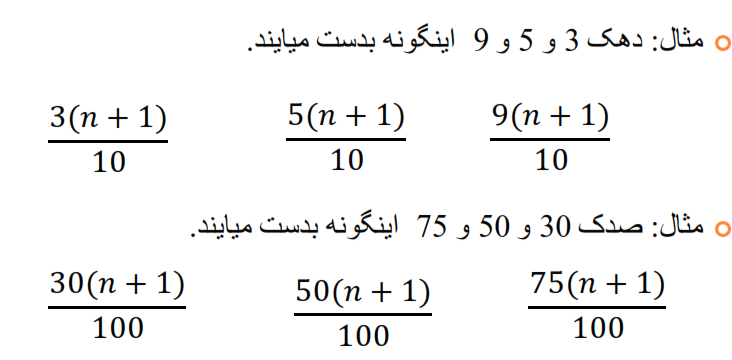 مثال: دهک 3 و 5 و 9 اینگونه بدست میایند.
3(n + 1)/10 5(n + 1)/10 9(n + 1)/10
مثال: صدک 30 و 50 و 75 اینگونه بدست میایند.
30(n + 1)/100 50(n + 1)/100 75(n + 1)/100